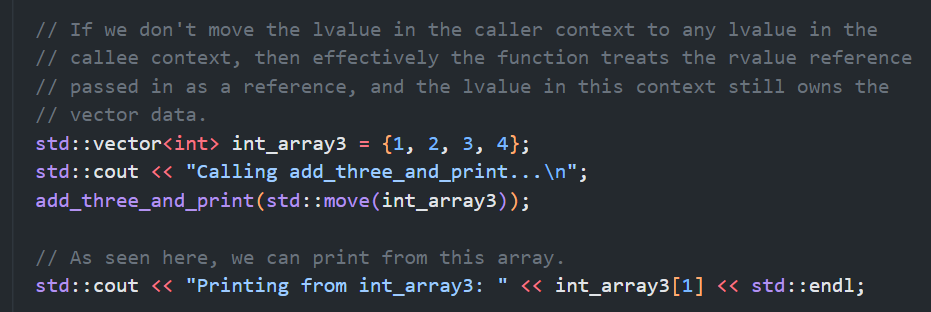 // If we don't move the lvalue in the caller context to any lvalue in the
// callee context, then effectively the function treats the rvalue reference
// passed in as a reference, and the lvalue in this context still owns the
// vector data.
std::vector<int> int_array3 = {1, 2, 3, 4};
std::cout << "Calling add_three_and_print...\n";
add_three_and_print(std::move(int_array3));
// As seen here, we can print from this array.
std::cout << "Printing from int_array3: " << int_array3[1] << std::endl;